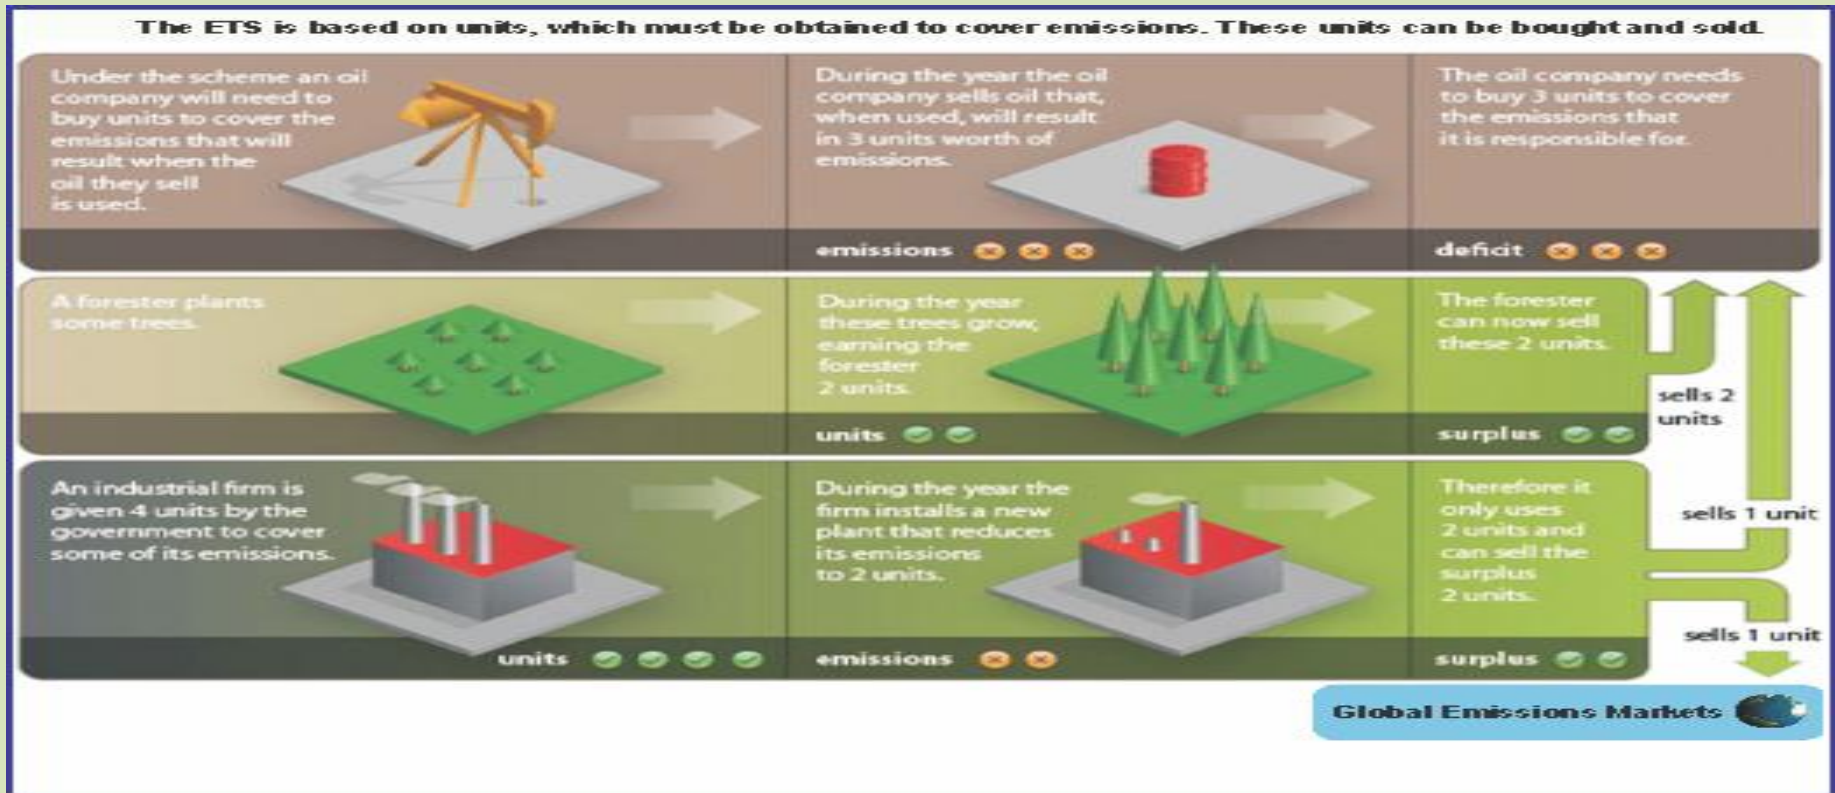 The ETS is based on units, which must be obtained to cover emissions. These units can be bought and sold.
Under the scheme an oil
company will need to
buy units to cover the
emissions that will
result when the
oil they sell
is used.
During the year the oil
company sells oil that,
when used, will result
in 3 units worth of
emissions.
The oil company needs
to buy 3 units to cover
the emissions that
it is responsible for.
emissions
deficit
A forester plants
some trees.
During the year
these trees grow,
earning the
forester
2 units.
The forester
can now sell
these 2 units.
units
surplus
sells 2
units
An industrial firm is
given 4 units by the
government to cover
some of its emissions.
During the year the
firm installs a new
plant that reduces
its emissions
to 2 units.
Therefore it
only uses
2 units and
can sell the
surplus
2 units.
sells 1 unit
sells 1 unit
units
emissions
surplus
Global Emissions Markets